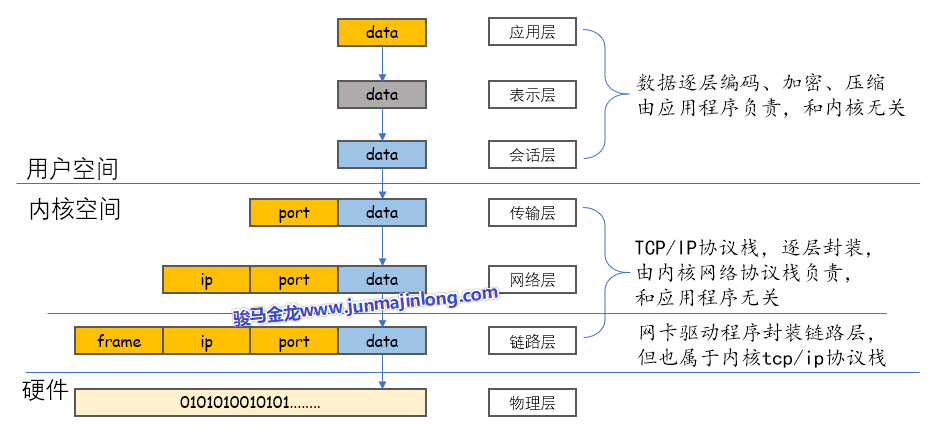 data 应用层
数据逐层编码、加密、压缩
data 表示层
由应用程序负责，和内核无关
data 会话层
用户空间
内核空间
port data 传输层
TCP/IP协议栈，逐层封装，
ip port data 网络层
由内核网络协议栈负责，
和应用程序无关
骏马金龙www.junmajinlong.com
frame ip port data 链路层
网卡驱动程序封装链路层，
但也属于内核tcp/ip协议栈
硬件
0101010010101........ 物理层